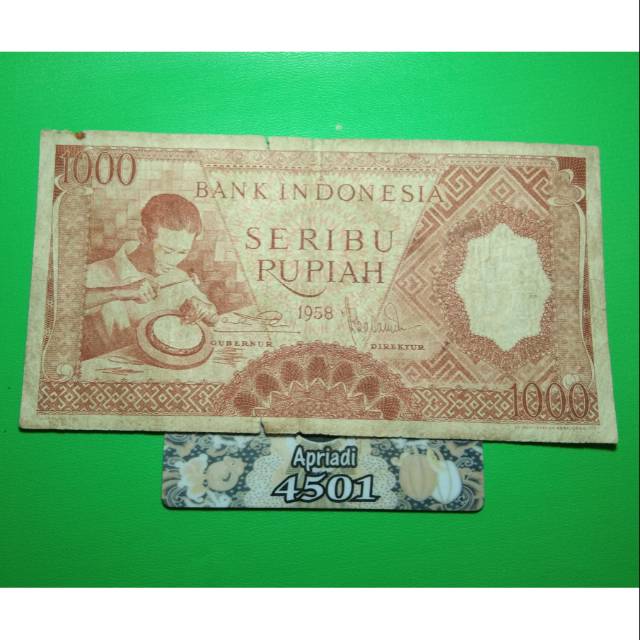 1000
BANK INDONESIA
SERIBU
RUPIAH
1958
GUBERNUR
DIREKTUR
1000
Apriadi
4501